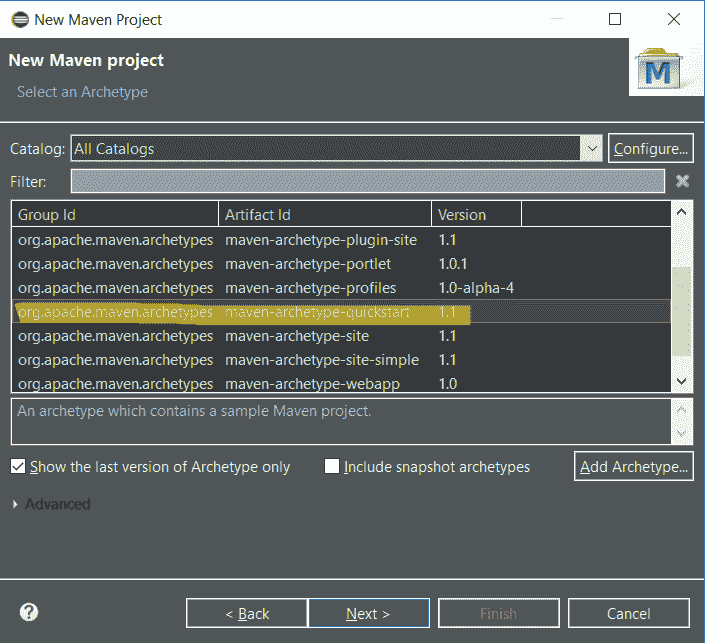 New Maven Project
New Maven project
Select an Archetype
M
Catalog: All Catalogs Configure...
Filter:
Group Id Artifact Id Version
org.apache.maven.archetypes maven-archetype-plugin-site 1.1
org.apache.maven.archetypes maven-archetype-portlet 1.0.1
org.apache.maven.archetypes maven-archetype-profiles 1.0-alpha-4
org.apache.maven.archetypes maven-archetype-quickstart 1.1
org.apache.maven.archetypes maven-archetype-site 1.1
org.apache.maven.archetypes maven-archetype-site-simple 1.1
org.apache.maven.archetypes maven-archetype-webapp 1.0
An archetype which contains a sample Maven project.
Show the last version of Archetype only Include snapshot archetypes Add Archetype...
Advanced
? < Back Next > Finish Cancel